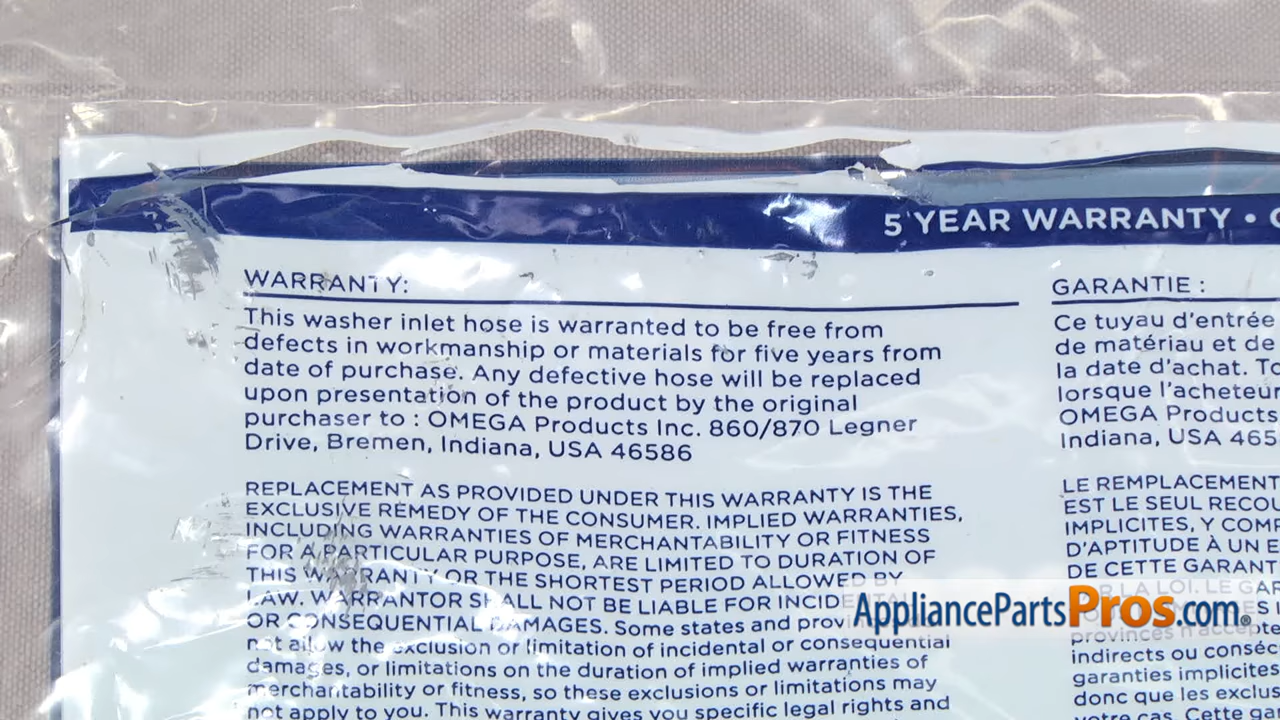 5 YEAR WARRANTY •
WARRANTY:
This washer inlet hose is warranted to be free from
defects in workmanship or materials for five years from
date of purchase. Any defective hose will be replaced
upon presentation of the product by the original
purchaser to : OMEGA Products Inc. 860/870 Legner
Drive, Bremen, Indiana, USA 46586
REPLACEMENT AS PROVIDED UNDER THIS WARRANTY IS THE
EXCLUSIVE REMEDY OF THE CONSUMER. IMPLIED WARRANTIES,
INCLUDING WARRANTIES OF MERCHANTABILITY OR FITNESS
FOR A PARTICULAR PURPOSE, ARE LIMITED TO DURATION OF
THIS WARRANTY OR THE SHORTEST PERIOD ALLOWED BY
LAW. WARRANTOR SHALL NOT BE LIABLE FOR
OR CONSEQUENTIAL DAMAGES. Some states and
not allow the exclusion or limitation of incidental or consequential
damages, or limitations on the duration of implied warranties of
merchantability or fitness, so these exclusions or limitations may
not apply to you. This warranty gives you specific legal rights and
GARANTIE :
Ce tuyau d'entrée
de matériau et de
la date d'achat.
lorsque l'acheteur
OMEGA Products
Indiana, USA 465
LE REMPLACEMENT
EST LE SEUL
IMPLICITES, Y
D'APTITUDE À UN
DE CETTE
LA LOI. LE
provinces
indirects ou
garanties implicites
donc que les
votre cas. Cette
AppliancePartsPros.com®